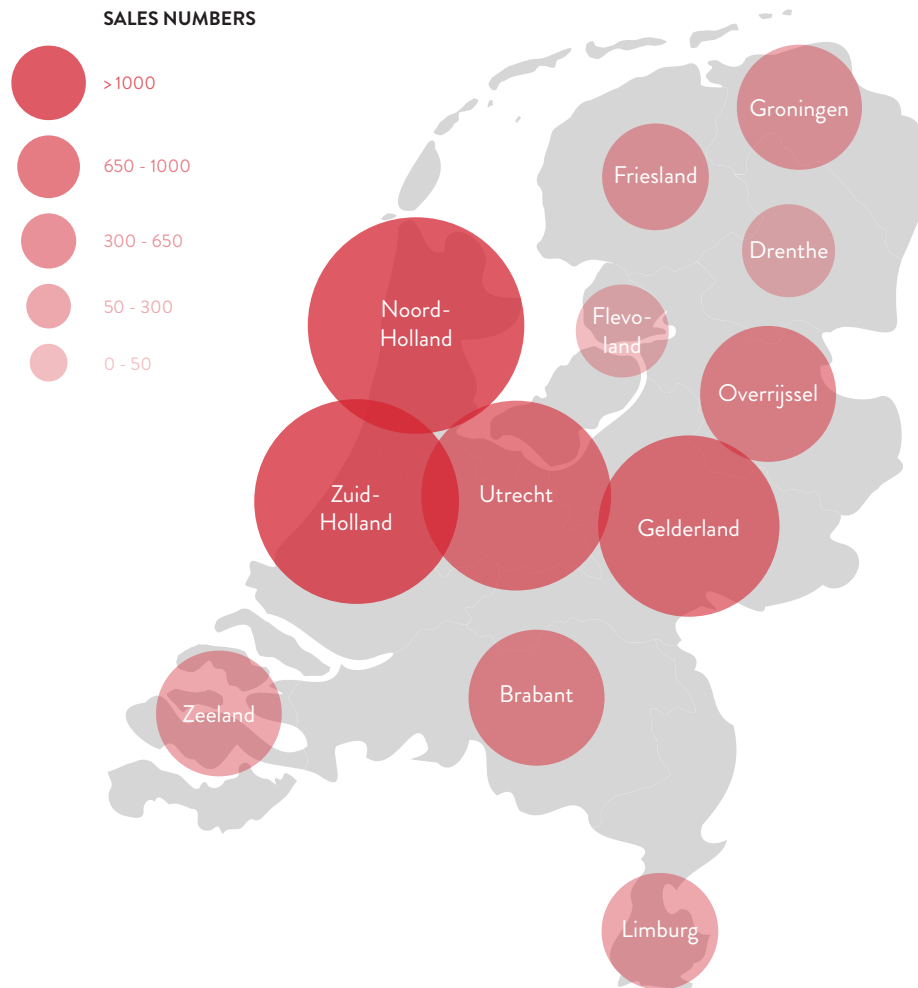 SALES NUMBERS
> 1000
650 - 1000
300 - 650
50 - 300
0 - 50
Groningen
Friesland
Drenthe
Noord-
Holland
Flevo-
land
Overrijssel
Zuid-
Holland
Utrecht
Gelderland
Brabant
Zeeland
Limburg